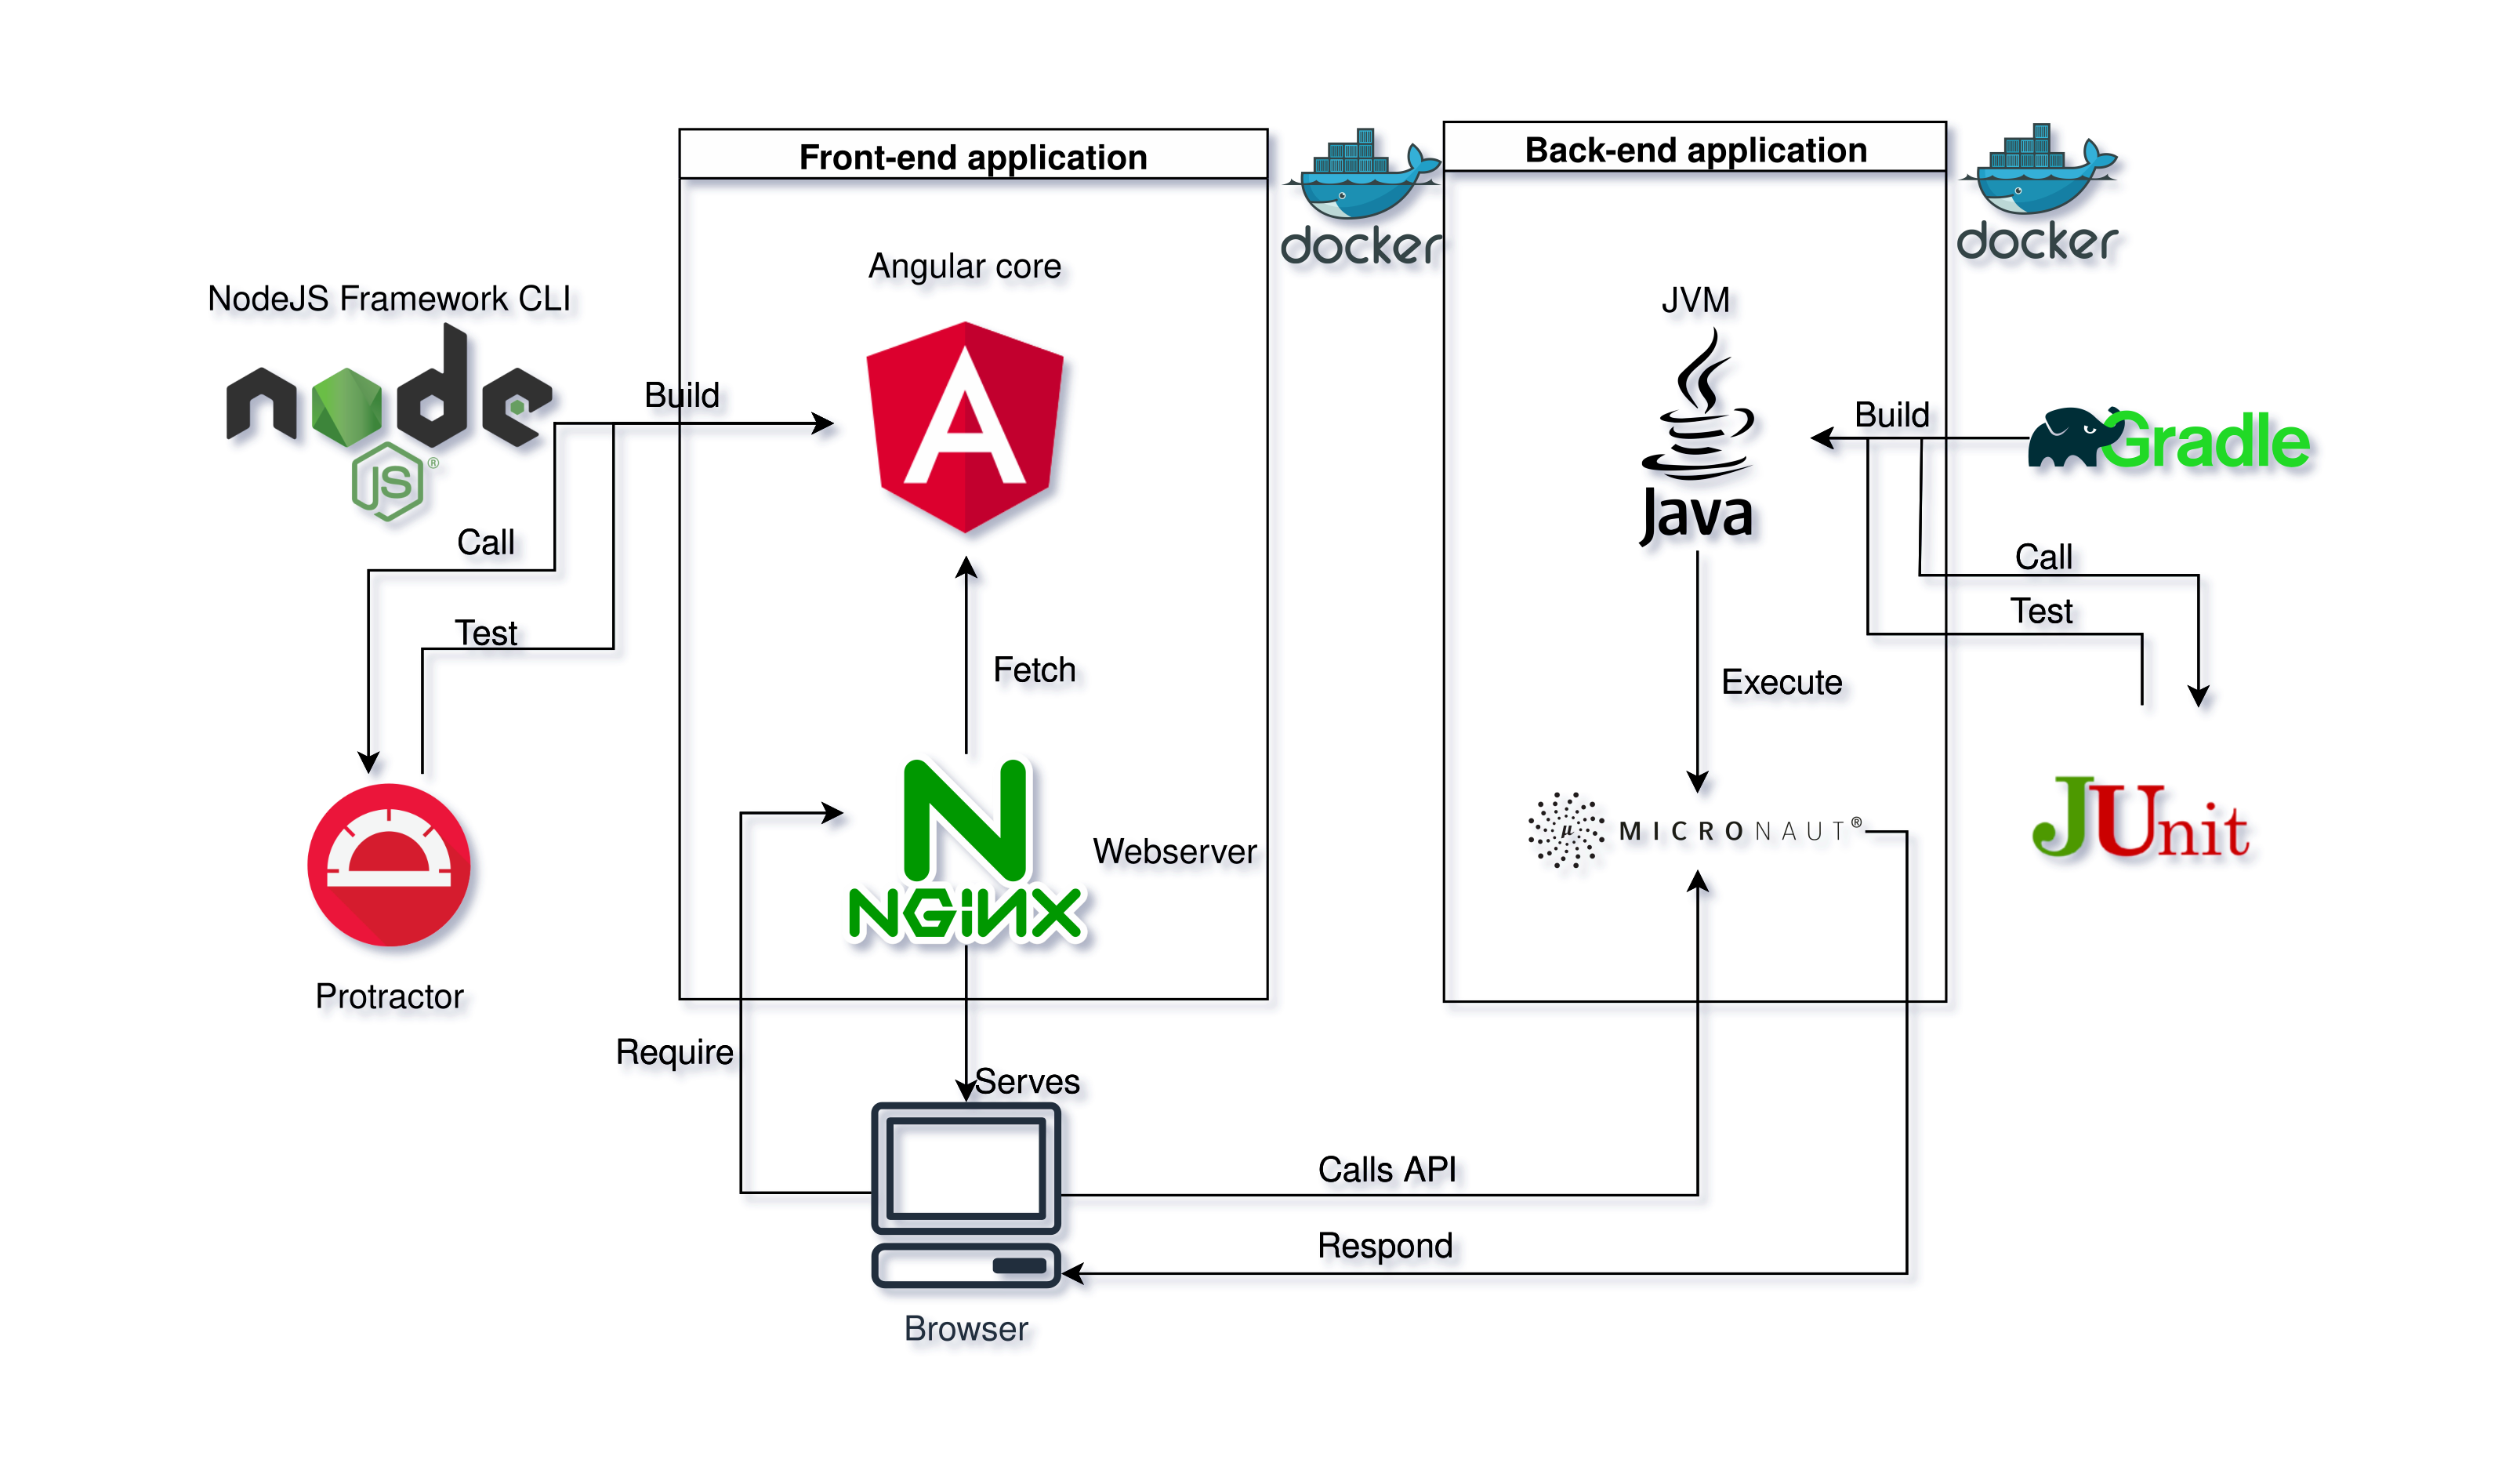 Front-end application
docker
Back-end application
docker
Angular core
NodeJS Framework CLI
node
JS®
Build
Call
Test
Protractor
Fetch
NGiNX
Webserver
JVM
Java
Build
Gradle
Call
Test
Execute
µ MICRONAUT®
JUnit
Require
Serves
Calls API
Respond
Browser